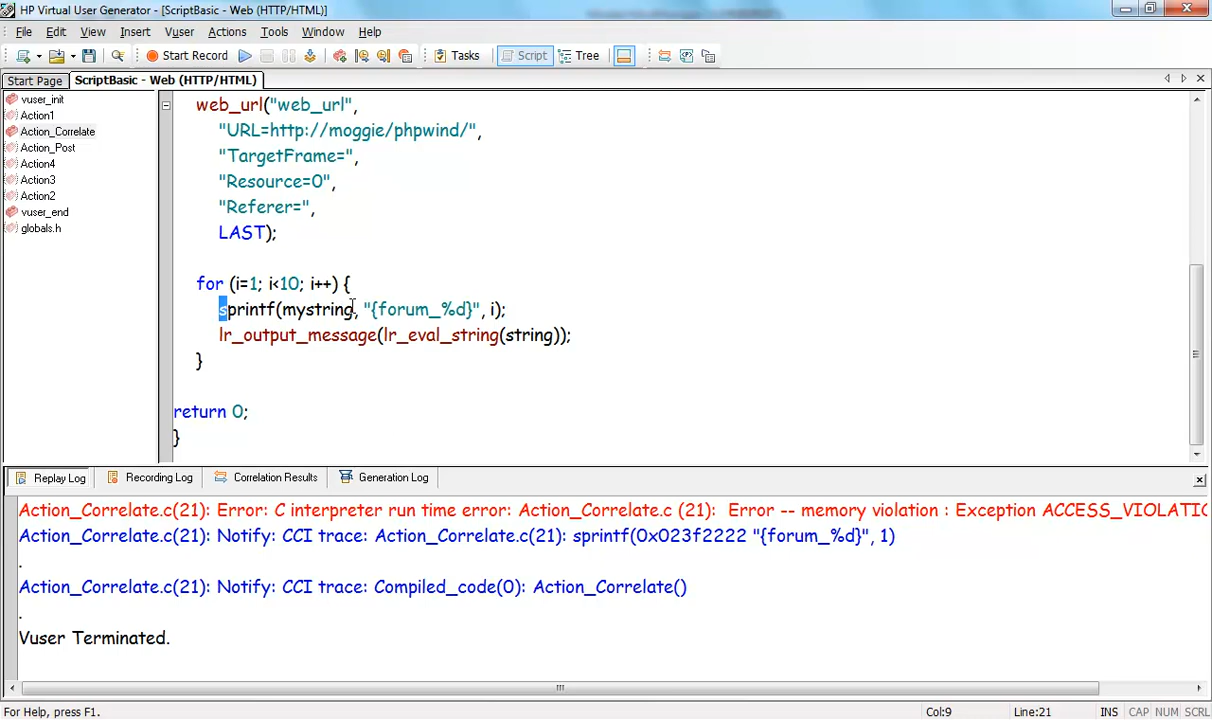 HP Virtual User Generator - [ScriptBasic - Web (HTTP/HTML)]
File Edit View Insert Vuser Actions Tools Window Help
Start Record Tasks Script Tree
Start Page ScriptBasic - Web (HTTP/HTML)
vuser_init
Action1
Action_Correlate
Action_Post
Action4
Action3
Action2
vuser_end
globals.h
web_url("web_url",
"URL=http://moggie/phpwind/",
"TargetFrame=",
"Resource=0",
"Referer=",
LAST);
for (i=1; i<10; i++) {
sprintf(mystring, "{forum_%d}", i);
lr_output_message(lr_eval_string(string));
}
return 0;
}
Replay Log Recording Log Correlation Results Generation Log
Action_Correlate.c(21): Error: C interpreter run time error: Action_Correlate.c (21): Error -- memory violation : Exception ACCESS_VIOLATIO
Action_Correlate.c(21): Notify: CCI trace: Action_Correlate.c(21): sprintf(0x023f2222 "{forum_%d}", 1)
.
Action_Correlate.c(21): Notify: CCI trace: Compiled_code(0): Action_Correlate()
.
Vuser Terminated.
For Help, press F1. Col:9 Line:21 INS CAP NUM SCRL